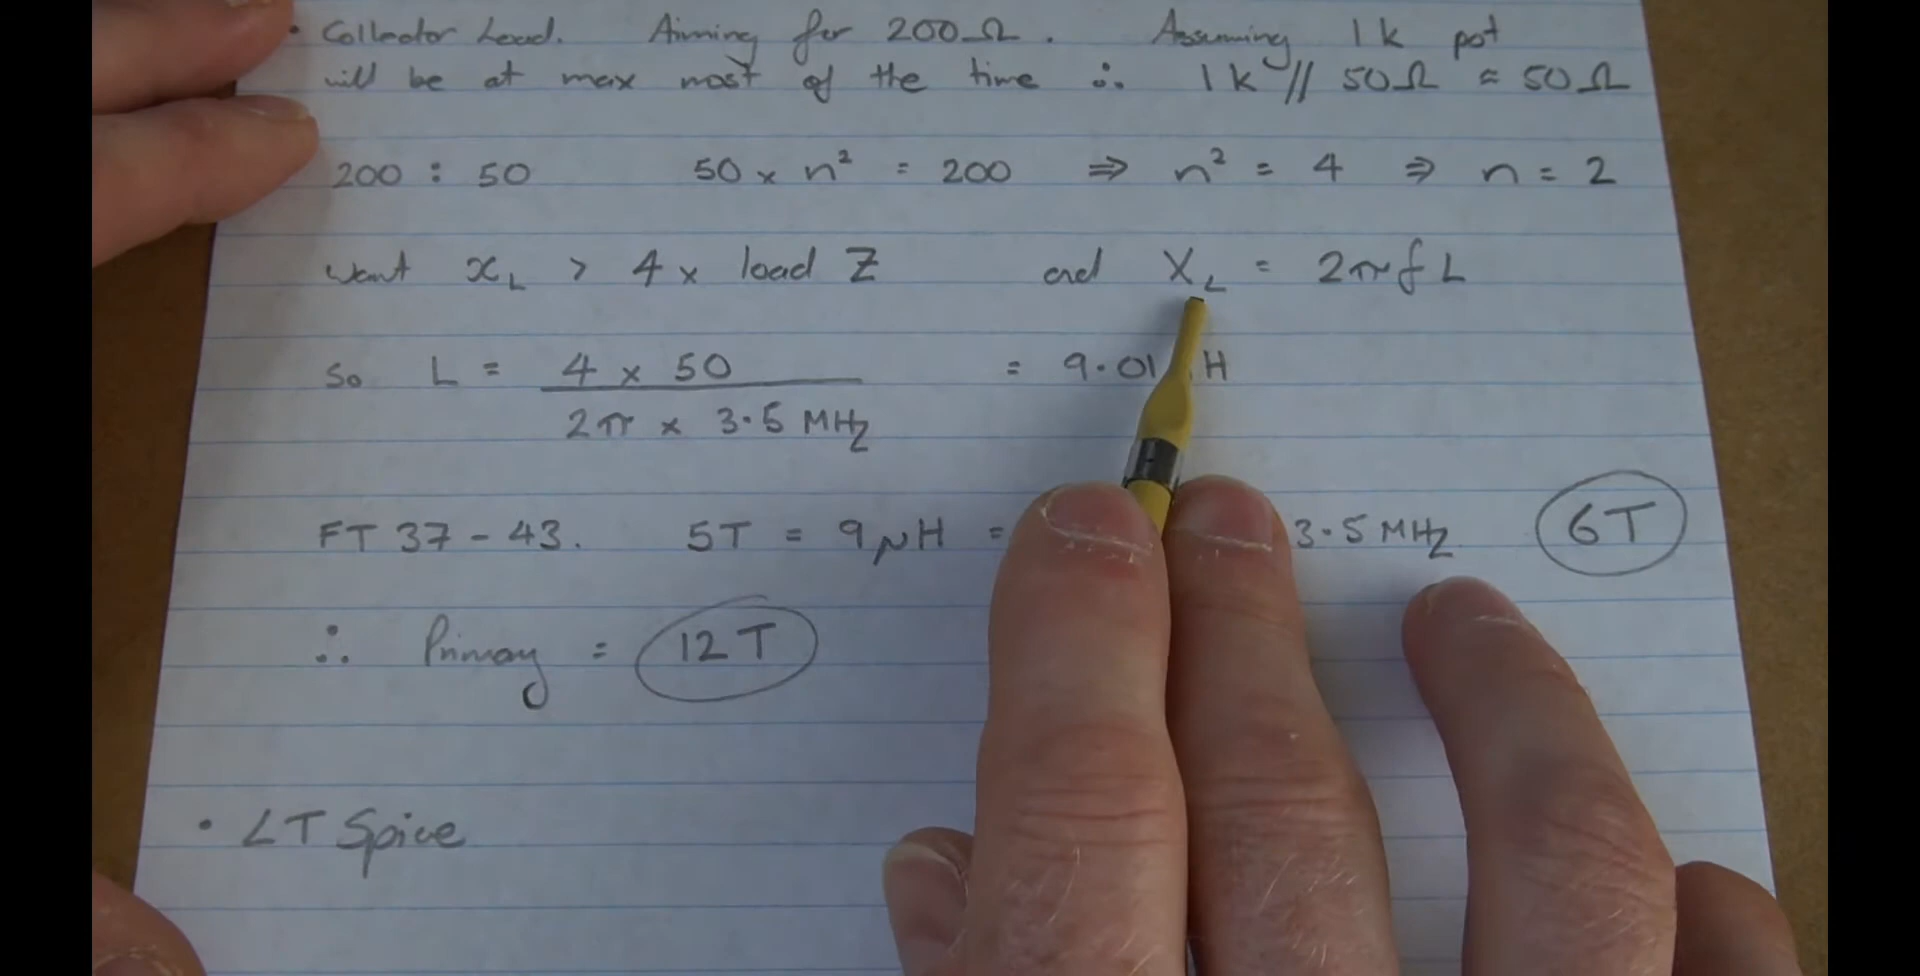 • Collector Load. Aiming for 200Ω. Assuming 1k pot
will be at max most of the time ∴ 1k // 50Ω ≈ 50Ω
200 : 50 50 x n² = 200 ⇒ n² = 4 ⇒ n = 2
want xL > 4 x load Z and XL = 2πfL
So L = 4 x 50 = 9.01 H
2π x 3.5 MHz
FT 37 - 43. 5T = 9μH = 3.5 MHz 6T
∴ Primary = 12T
• LT Spice